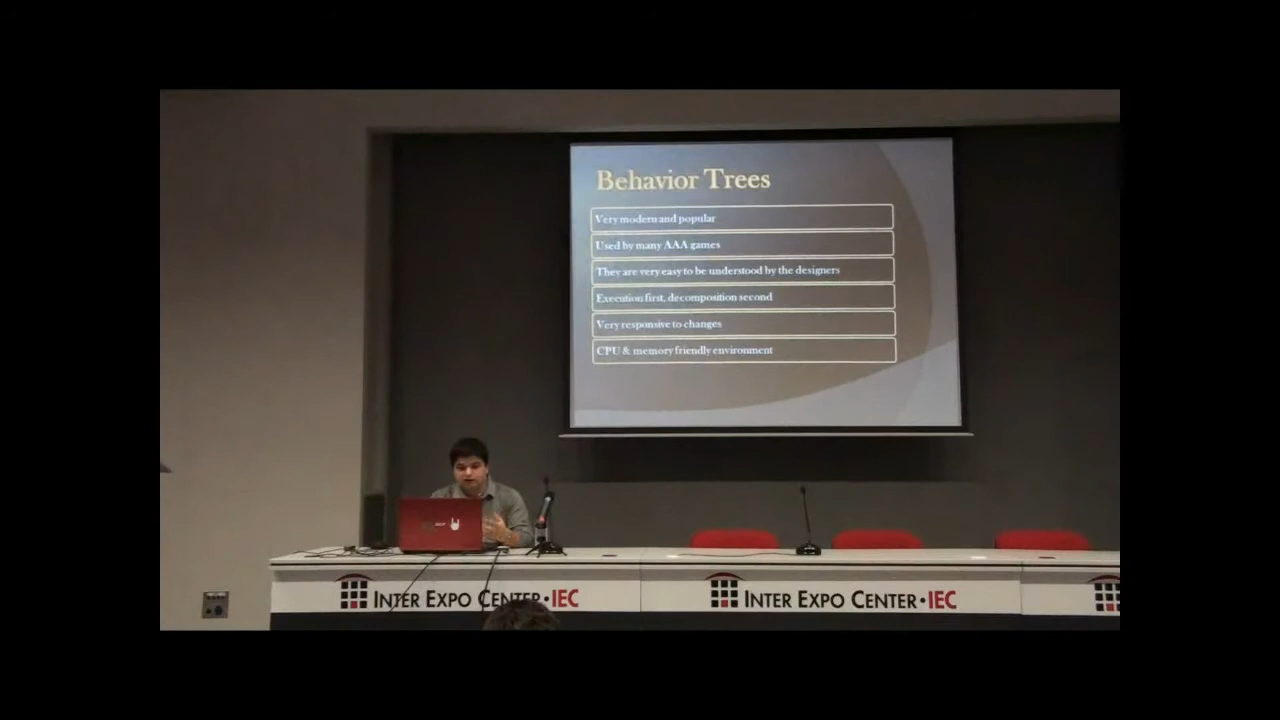 Behavior Trees
Very modern and popular
Used by many AAA games
They are very easy to be understood by the designers
Execution first, decomposition second
Very responsive to changes
CPU & memory friendly environment
INTER EXPO CENTER·IEC
INTER EXPO CENTER·IEC